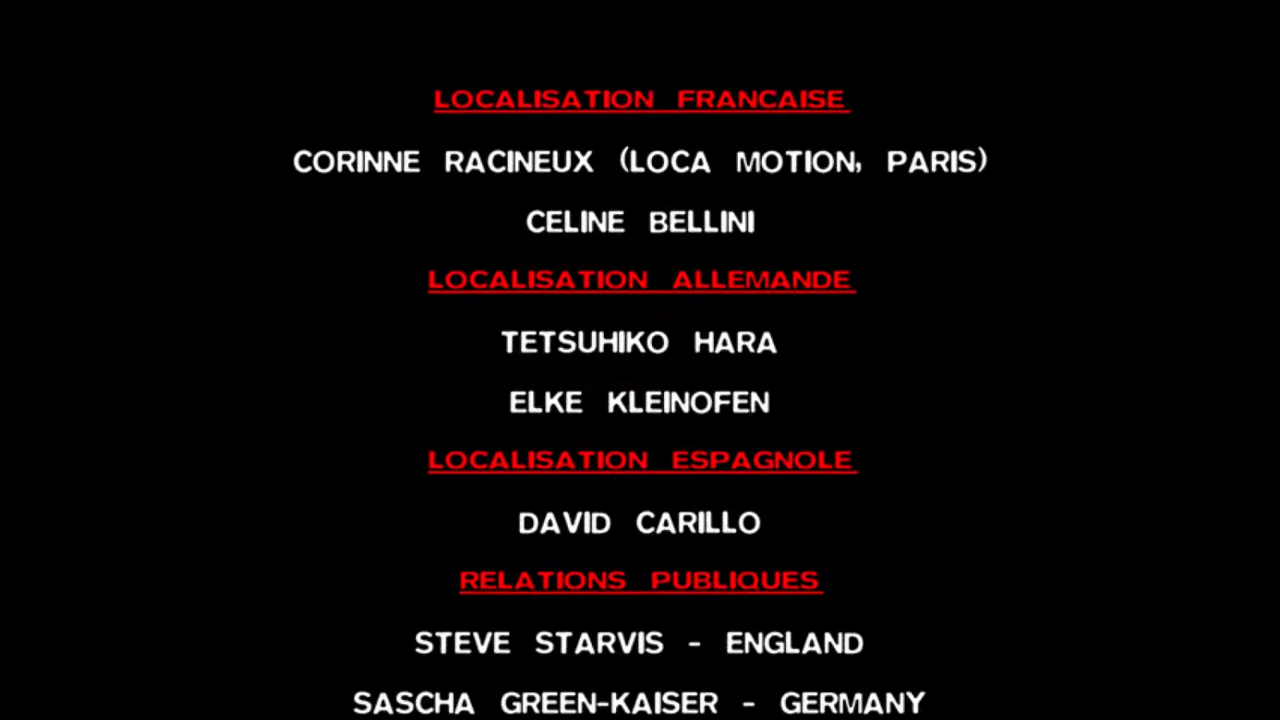 LOCALISATION FRANCAISE
CORINNE RACINEUX (LOCA MOTION, PARIS)
CELINE BELLINI
LOCALISATION ALLEMANDE
TETSUHIKO HARA
ELKE KLEINOFEN
LOCALISATION ESPAGNOLE
DAVID CARILLO
RELATIONS PUBLIQUES
STEVE STARVIS - ENGLAND
SASCHA GREEN-KAISER - GERMANY